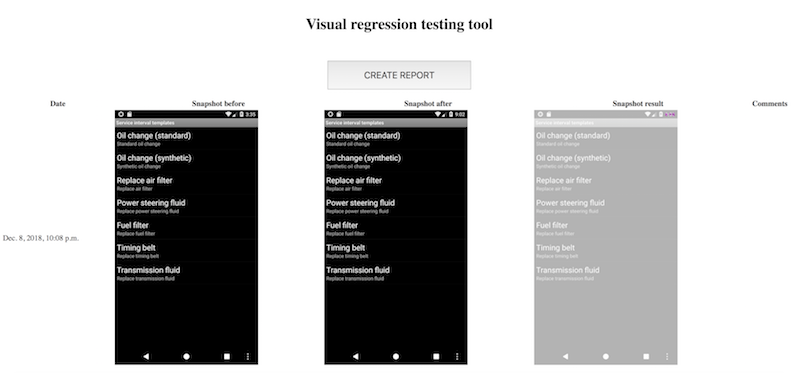 Visual regression testing tool
CREATE REPORT
Date Snapshot before Snapshot after Snapshot result Comments
Dec. 8, 2018, 10:08 p.m.
3:35
Service interval templates
Oil change (standard)
Standard oil change
Oil change (synthetic)
Synthetic oil change
Replace air filter
Replace air filter
Power steering fluid
Replace power steering fluid
Fuel filter
Replace fuel filter
Timing belt
Replace timing belt
Transmission fluid
Replace transmission fluid
9:02
Service interval templates
Oil change (standard)
Standard oil change
Oil change (synthetic)
Synthetic oil change
Replace air filter
Replace air filter
Power steering fluid
Replace power steering fluid
Fuel filter
Replace fuel filter
Timing belt
Replace timing belt
Transmission fluid
Replace transmission fluid
Service interval templates
Oil change (standard)
Standard oil change
Oil change (synthetic)
Synthetic oil change
Replace air filter
Replace air filter
Power steering fluid
Replace power steering fluid
Fuel filter
Replace fuel filter
Timing belt
Replace timing belt
Transmission fluid
Replace transmission fluid